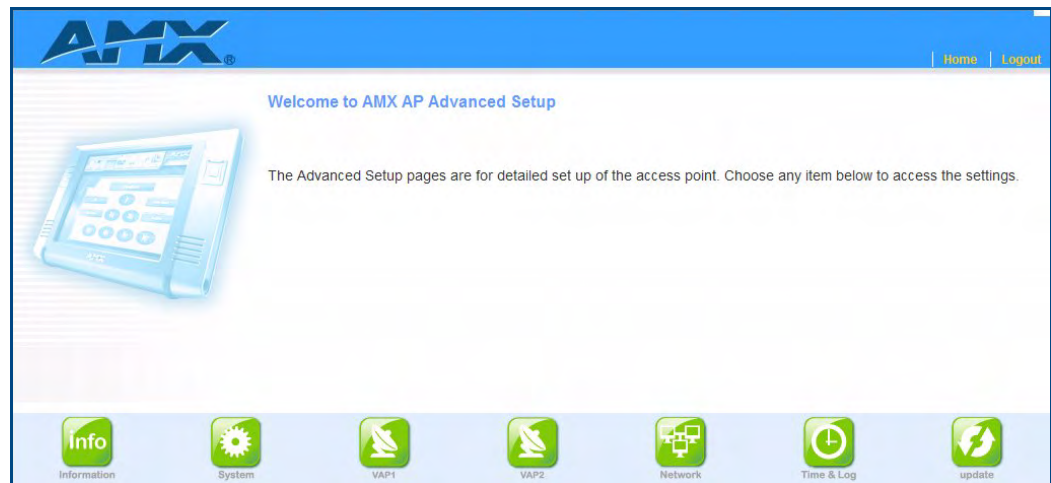 AMX®
Home | Logout
Welcome to AMX AP Advanced Setup
The Advanced Setup pages are for detailed set up of the access point. Choose any item below to access the settings.
AMX
info
Information
System
VAP1
VAP2
Network
Time & Log
update